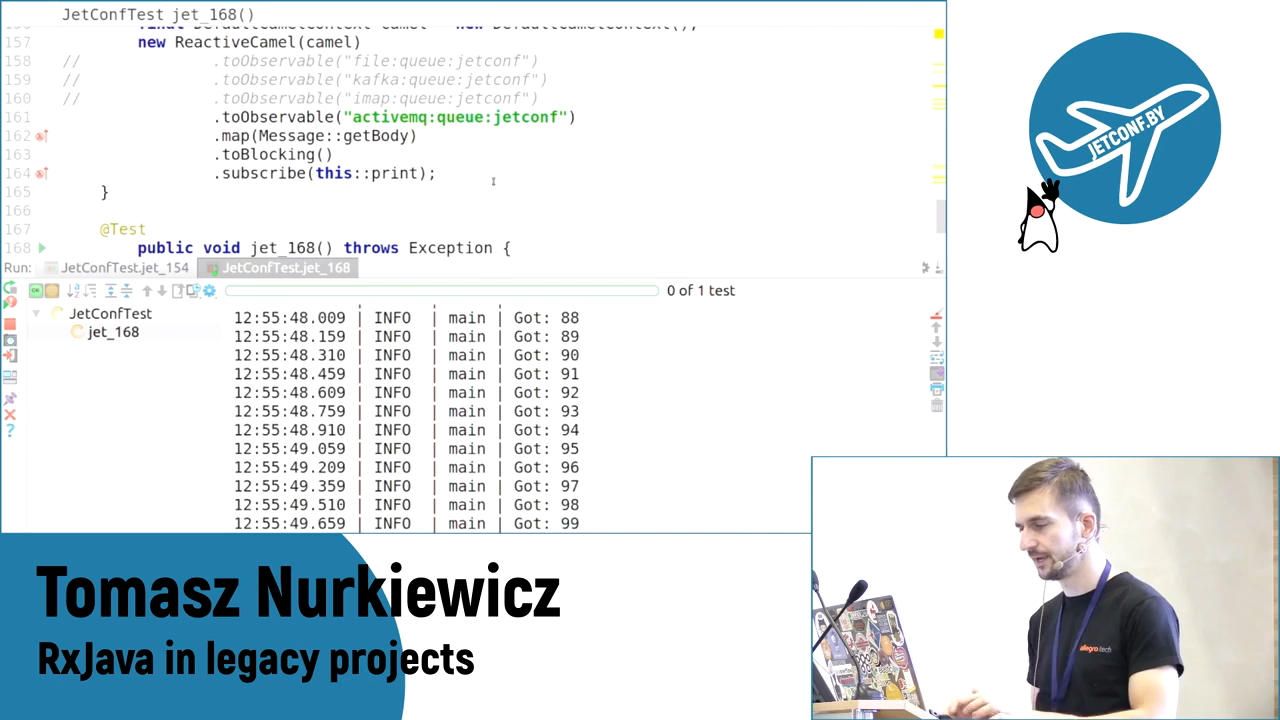 JetConfTest jet_168()
156 final DefaultCamelContext camel = new DefaultCamelContext();
157 new ReactiveCamel(camel)
158 // .toObservable("file:queue:jetconf")
159 // .toObservable("kafka:queue:jetconf")
160 // .toObservable("imap:queue:jetconf")
161 .toObservable("activemq:queue:jetconf")
162 .map(Message::getBody)
163 .toBlocking()
164 .subscribe(this::print);
165 }
166
167 @Test
168 public void jet_168() throws Exception {
Run: JetConfTest.jet_154 JetConfTest.jet_168
0 of 1 test
JetConfTest
jet_168
12:55:48.009 | INFO | main | Got: 88
12:55:48.159 | INFO | main | Got: 89
12:55:48.310 | INFO | main | Got: 90
12:55:48.459 | INFO | main | Got: 91
12:55:48.609 | INFO | main | Got: 92
12:55:48.759 | INFO | main | Got: 93
12:55:48.910 | INFO | main | Got: 94
12:55:49.059 | INFO | main | Got: 95
12:55:49.209 | INFO | main | Got: 96
12:55:49.359 | INFO | main | Got: 97
12:55:49.510 | INFO | main | Got: 98
12:55:49.659 | INFO | main | Got: 99
JETCONF.BY
allegro tech
Tomasz Nurkiewicz
RxJava in legacy projects